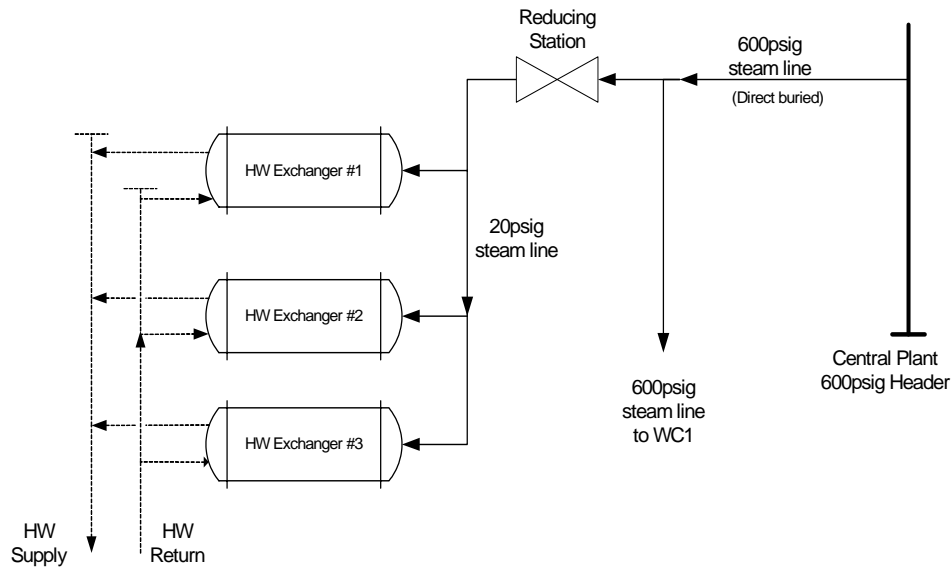 Reducing
Station
600psig
steam line
(Direct buried)
HW Exchanger #1
20psig
steam line
HW Exchanger #2
Central Plant
600psig Header
600psig
steam line
to WC1
HW Exchanger #3
HW
Supply
HW
Return